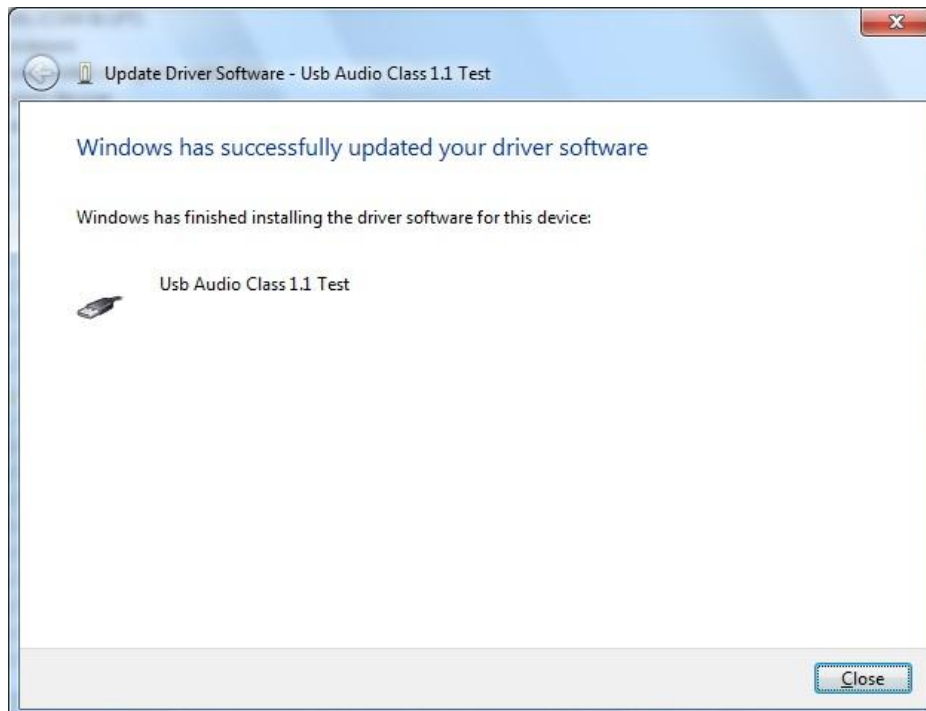 Update Driver Software - Usb Audio Class 1.1 Test
Windows has successfully updated your driver software
Windows has finished installing the driver software for this device:
Usb Audio Class 1.1 Test
Close